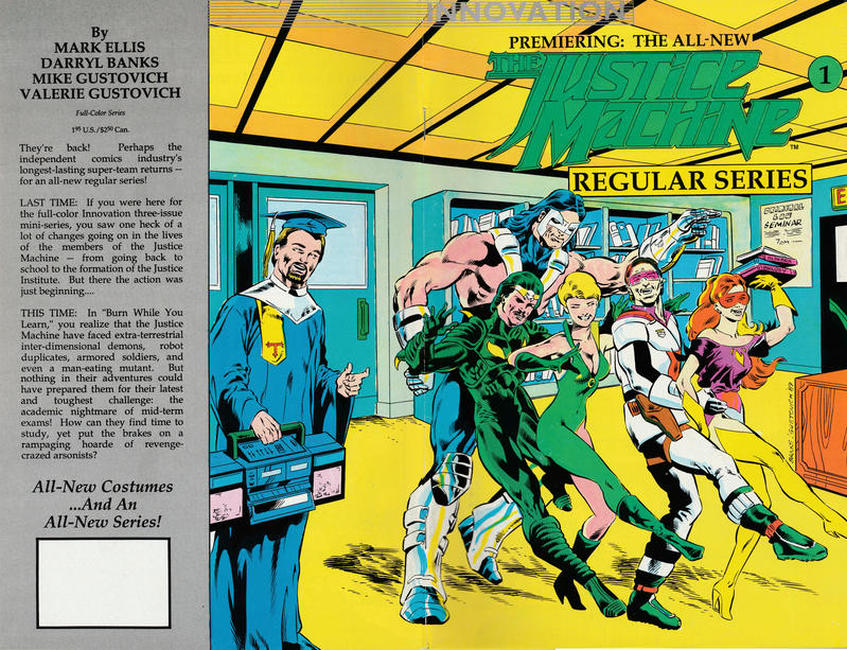 By
MARK ELLIS
DARRYL BANKS
MIKE GUSTOVICH
VALERIE GUSTOVICH
Full-Color Series
1⁹⁵ U.S./$2⁵⁰ Can.
They're back! Perhaps the
independent comics industry's
longest-lasting super-team returns --
for an all-new regular series!
LAST TIME: If you were here for
the full-color Innovation three-issue
mini-series, you saw one heck of a
lot of changes going on in the lives
of the members of the Justice
Machine -- from going back to
school to the formation of the Justice
Institute. But there the action was
just beginning....
THIS TIME: In "Burn While You
Learn," you realize that the Justice
Machine have faced extra-terrestrial
inter-dimensional demons, robot
duplicates, armored soldiers, and
even a man-eating mutant. But
nothing in their adventures could
have prepared them for their latest
and toughest challenge: the
academic nightmare of mid-term
exams! How can they find time to
study, yet put the brakes on a
rampaging hoarde of revenge-
crazed arsonists?
All-New Costumes
...And An
All-New Series!
INNOVATION
PREMIERING: THE ALL-NEW
THE
JUSTICE
MACHINE
™
1
REGULAR SERIES
CRIMINAL
LAW
SEMINAR
E
T
BANKS · GUSTOVICH 89